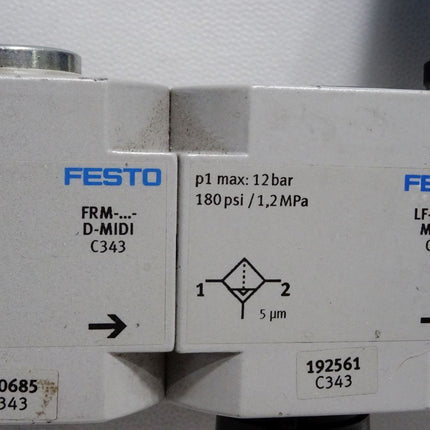 FESTO
FRM-...-
D-MIDI
C343
0685
343
p1 max: 12 bar
180 psi / 1,2 MPa
1 2
5 µm
192561
C343
FE
LF-
M